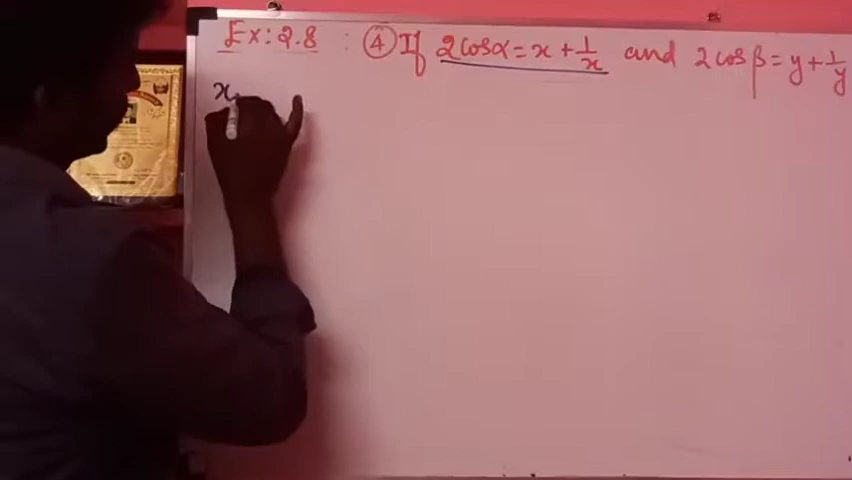 Ex: 2.8 : ④ If 2cosα = x + 1/x and 2cosβ = y + 1/y
x